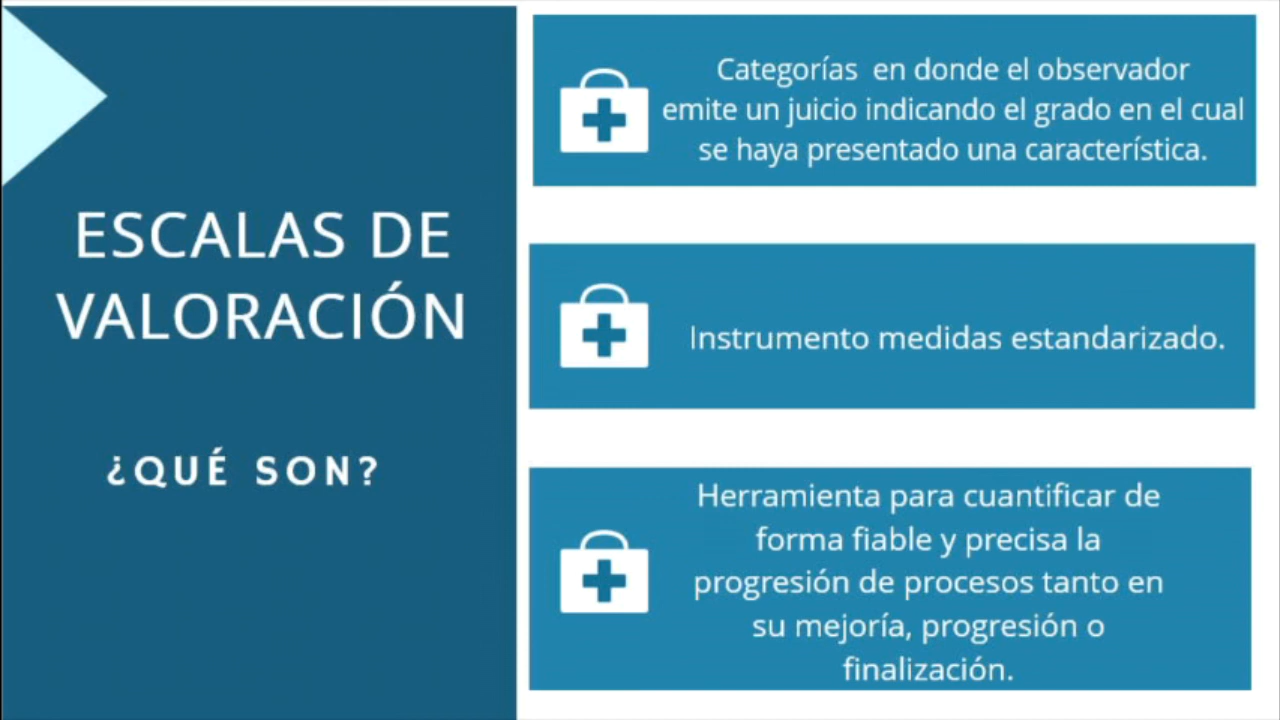 ESCALAS DE
VALORACIÓN
¿QUÉ SON?
Categorías en donde el observador
emite un juicio indicando el grado en el cual
se haya presentado una característica.
Instrumento medidas estandarizado.
Herramienta para cuantificar de
forma fiable y precisa la
progresión de procesos tanto en
su mejoría, progresión o
finalización.